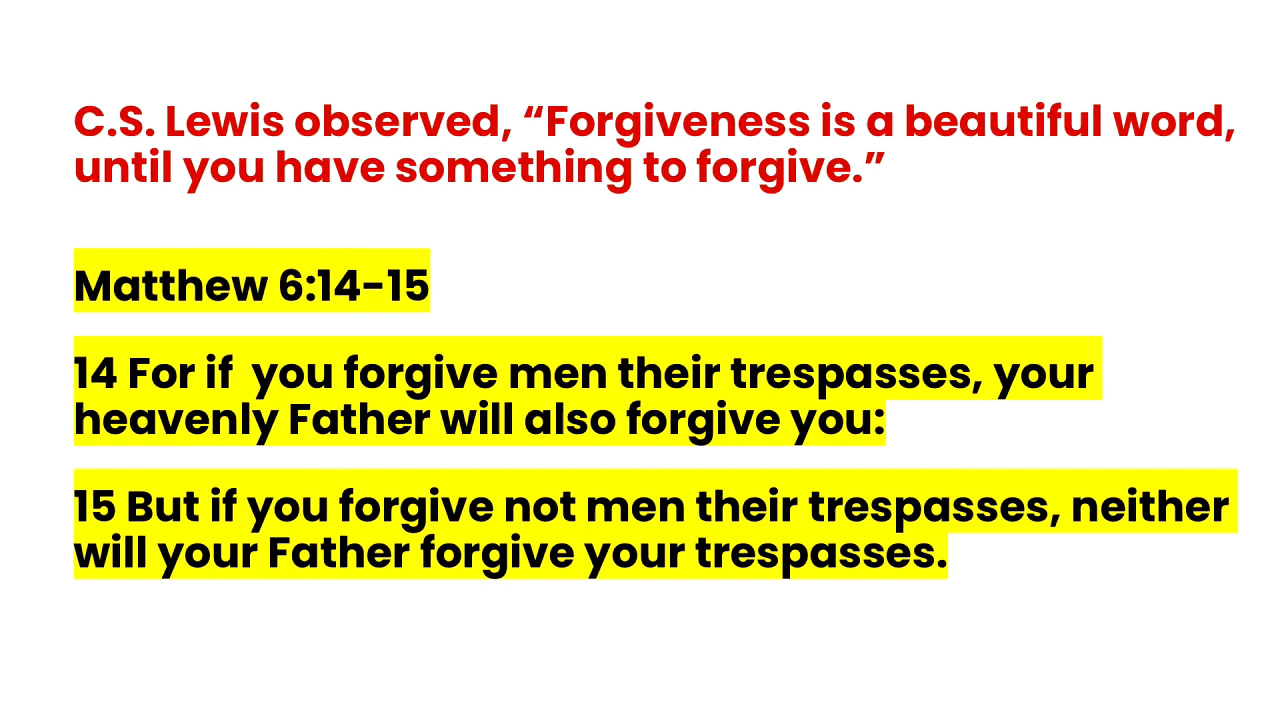 C.S. Lewis observed, “Forgiveness is a beautiful word,
until you have something to forgive.”
Matthew 6:14-15
14 For if  you forgive men their trespasses, your
heavenly Father will also forgive you:
15 But if you forgive not men their trespasses, neither
will your Father forgive your trespasses.